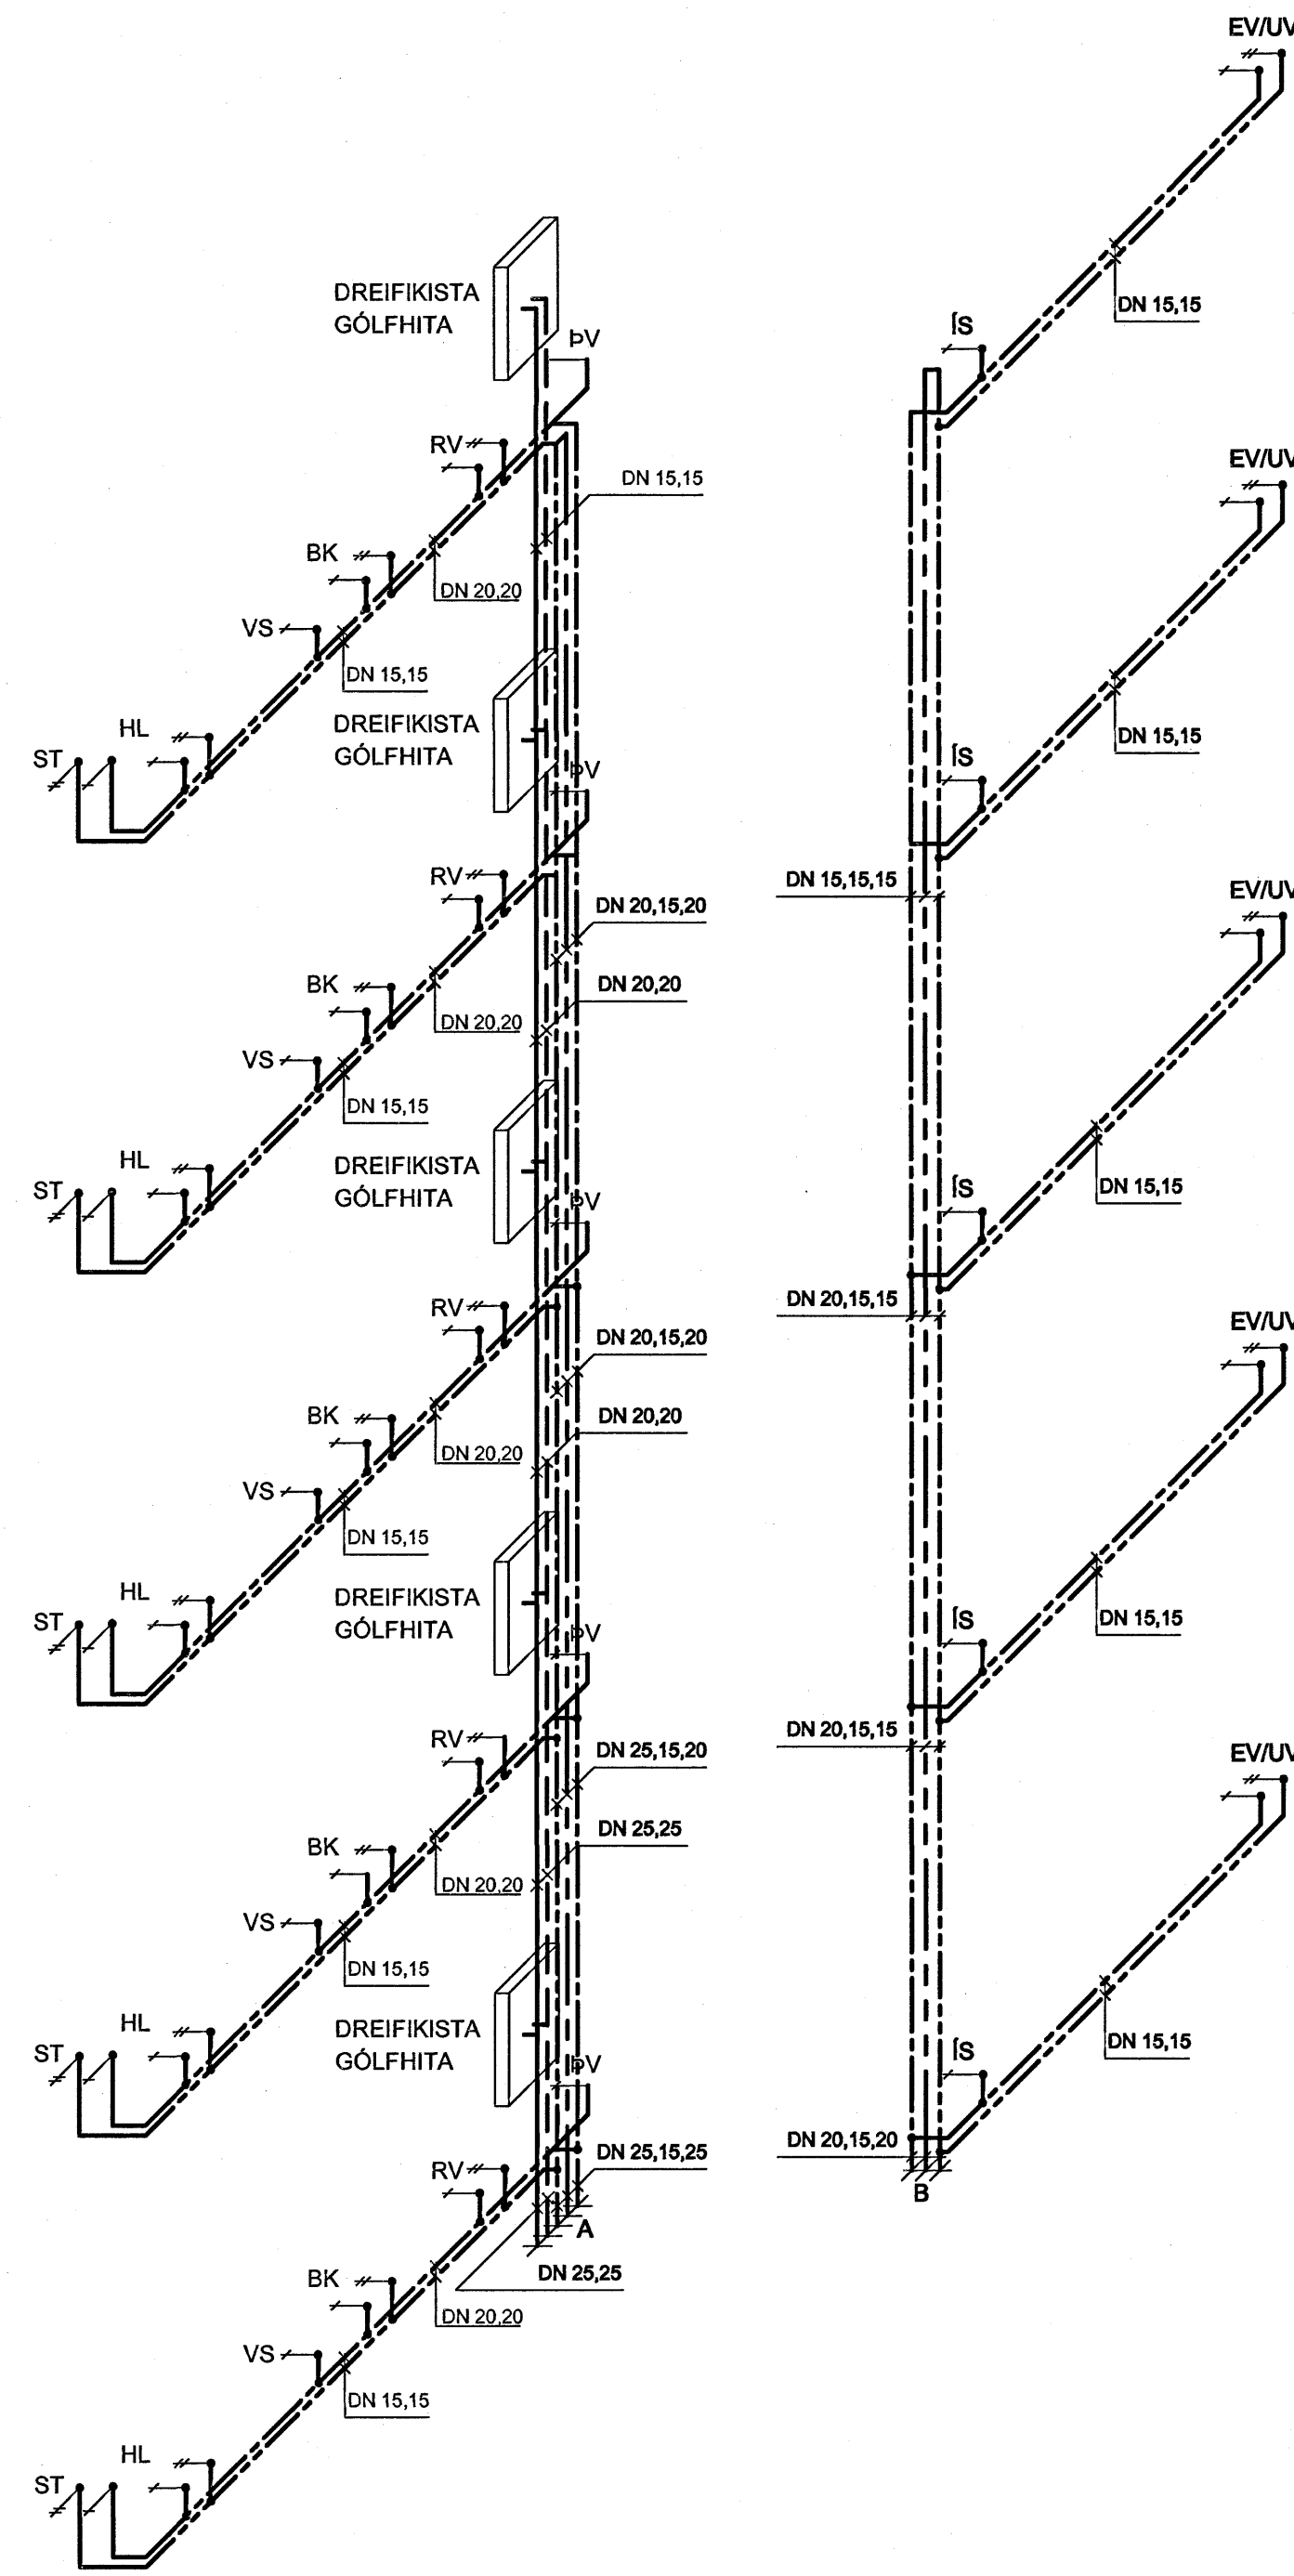 EV/UV
DREIFIKISTA
GÓLFHITA
DN 15,15
ÍS
ÞV
RV
DN 15,15
BK
DN 20,20
VS
DN 15,15
HL
ST
EV/UV
DREIFIKISTA
GÓLFHITA
DN 15,15
ÍS
ÞV
RV
DN 15,15,15
DN 20,15,20
BK
DN 20,20
DN 20,20
VS
DN 15,15
HL
ST
EV/UV
DREIFIKISTA
GÓLFHITA
DN 15,15
ÍS
ÞV
RV
DN 20,15,15
DN 20,15,20
BK
DN 20,20
DN 20,20
VS
DN 15,15
HL
ST
EV/UV
DREIFIKISTA
GÓLFHITA
DN 15,15
ÍS
ÞV
RV
DN 20,15,15
DN 25,15,20
BK
DN 25,25
DN 20,20
VS
DN 15,15
HL
ST
EV/UV
DREIFIKISTA
GÓLFHITA
DN 15,15
ÍS
ÞV
RV
DN 20,15,20
DN 25,15,25
B
A
BK
DN 25,25
DN 20,20
VS
DN 15,15
HL
ST